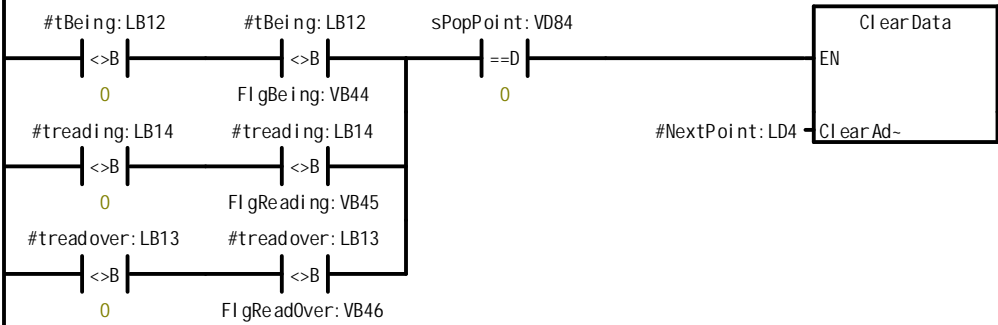 #tBeing:LB12 #tBeing:LB12 sPopPoint:VD84 ClearData
<>B <>B ==D EN
0 FlgBeing:VB44 0
#treading:LB14 #treading:LB14 #NextPoint:LD4 ClearAd~
<>B <>B
0 FlgReading:VB45
#treadover:LB13 #treadover:LB13
<>B <>B
0 FlgReadOver:VB46